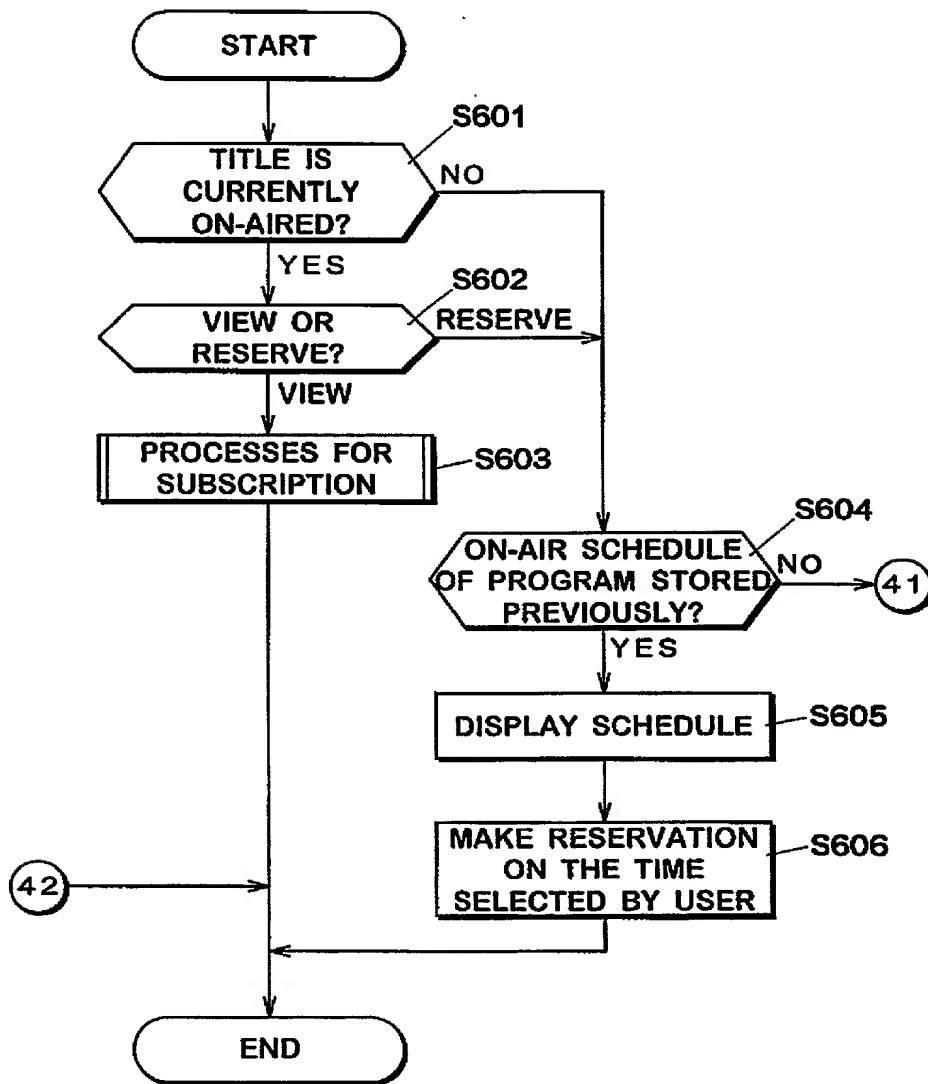 START
S601
TITLE IS
CURRENTLY
ON-AIRED?
NO
YES
S602
VIEW OR
RESERVE?
RESERVE
VIEW
PROCESSES FOR
SUBSCRIPTION
S603
S604
ON-AIR SCHEDULE
OF PROGRAM STORED
PREVIOUSLY?
NO
41
YES
DISPLAY SCHEDULE
S605
MAKE RESERVATION
ON THE TIME
SELECTED BY USER
S606
42
END